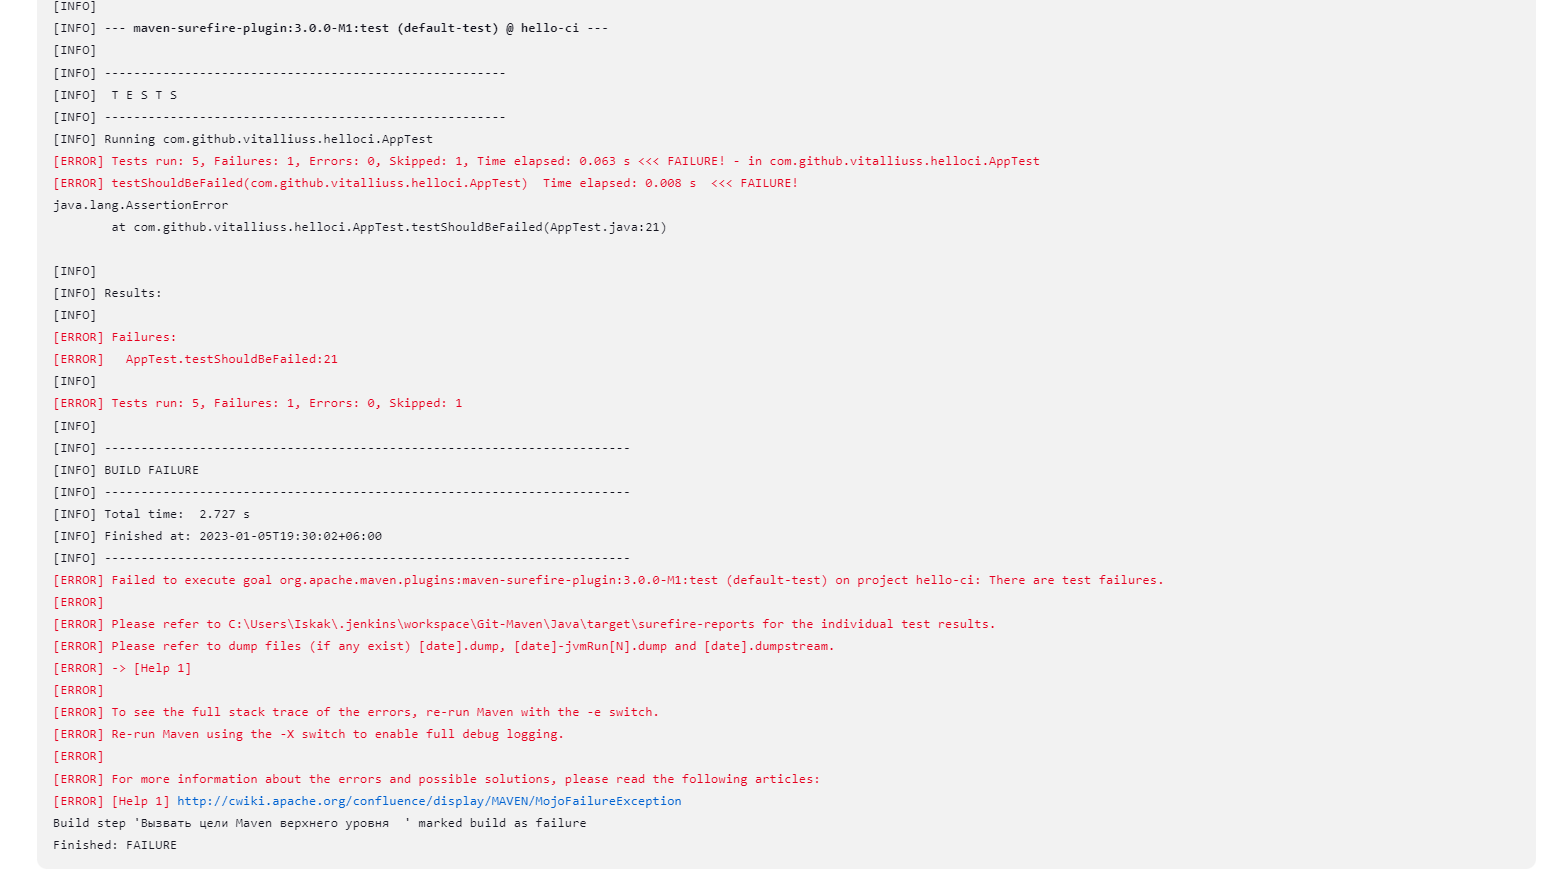 [INFO]
[INFO] --- maven-surefire-plugin:3.0.0-M1:test (default-test) @ hello-ci ---
[INFO]
[INFO] -------------------------------------------------------
[INFO]  T E S T S
[INFO] -------------------------------------------------------
[INFO] Running com.github.vitalliuss.helloci.AppTest
[ERROR] Tests run: 5, Failures: 1, Errors: 0, Skipped: 1, Time elapsed: 0.063 s <<< FAILURE! - in com.github.vitalliuss.helloci.AppTest
[ERROR] testShouldBeFailed(com.github.vitalliuss.helloci.AppTest)  Time elapsed: 0.008 s  <<< FAILURE!
java.lang.AssertionError
	at com.github.vitalliuss.helloci.AppTest.testShouldBeFailed(AppTest.java:21)
[INFO]
[INFO] Results:
[INFO]
[ERROR] Failures:
[ERROR]   AppTest.testShouldBeFailed:21
[INFO]
[ERROR] Tests run: 5, Failures: 1, Errors: 0, Skipped: 1
[INFO]
[INFO] ------------------------------------------------------------------------
[INFO] BUILD FAILURE
[INFO] ------------------------------------------------------------------------
[INFO] Total time:  2.727 s
[INFO] Finished at: 2023-01-05T19:30:02+06:00
[INFO] ------------------------------------------------------------------------
[ERROR] Failed to execute goal org.apache.maven.plugins:maven-surefire-plugin:3.0.0-M1:test (default-test) on project hello-ci: There are test failures.
[ERROR]
[ERROR] Please refer to C:\Users\Iskak\.jenkins\workspace\Git-Maven\Java\target\surefire-reports for the individual test results.
[ERROR] Please refer to dump files (if any exist) [date].dump, [date]-jvmRun[N].dump and [date].dumpstream.
[ERROR] -> [Help 1]
[ERROR]
[ERROR] To see the full stack trace of the errors, re-run Maven with the -e switch.
[ERROR] Re-run Maven using the -X switch to enable full debug logging.
[ERROR]
[ERROR] For more information about the errors and possible solutions, please read the following articles:
[ERROR] [Help 1] http://cwiki.apache.org/confluence/display/MAVEN/MojoFailureException
Build step 'Вызвать цели Maven верхнего уровня  ' marked build as failure
Finished: FAILURE